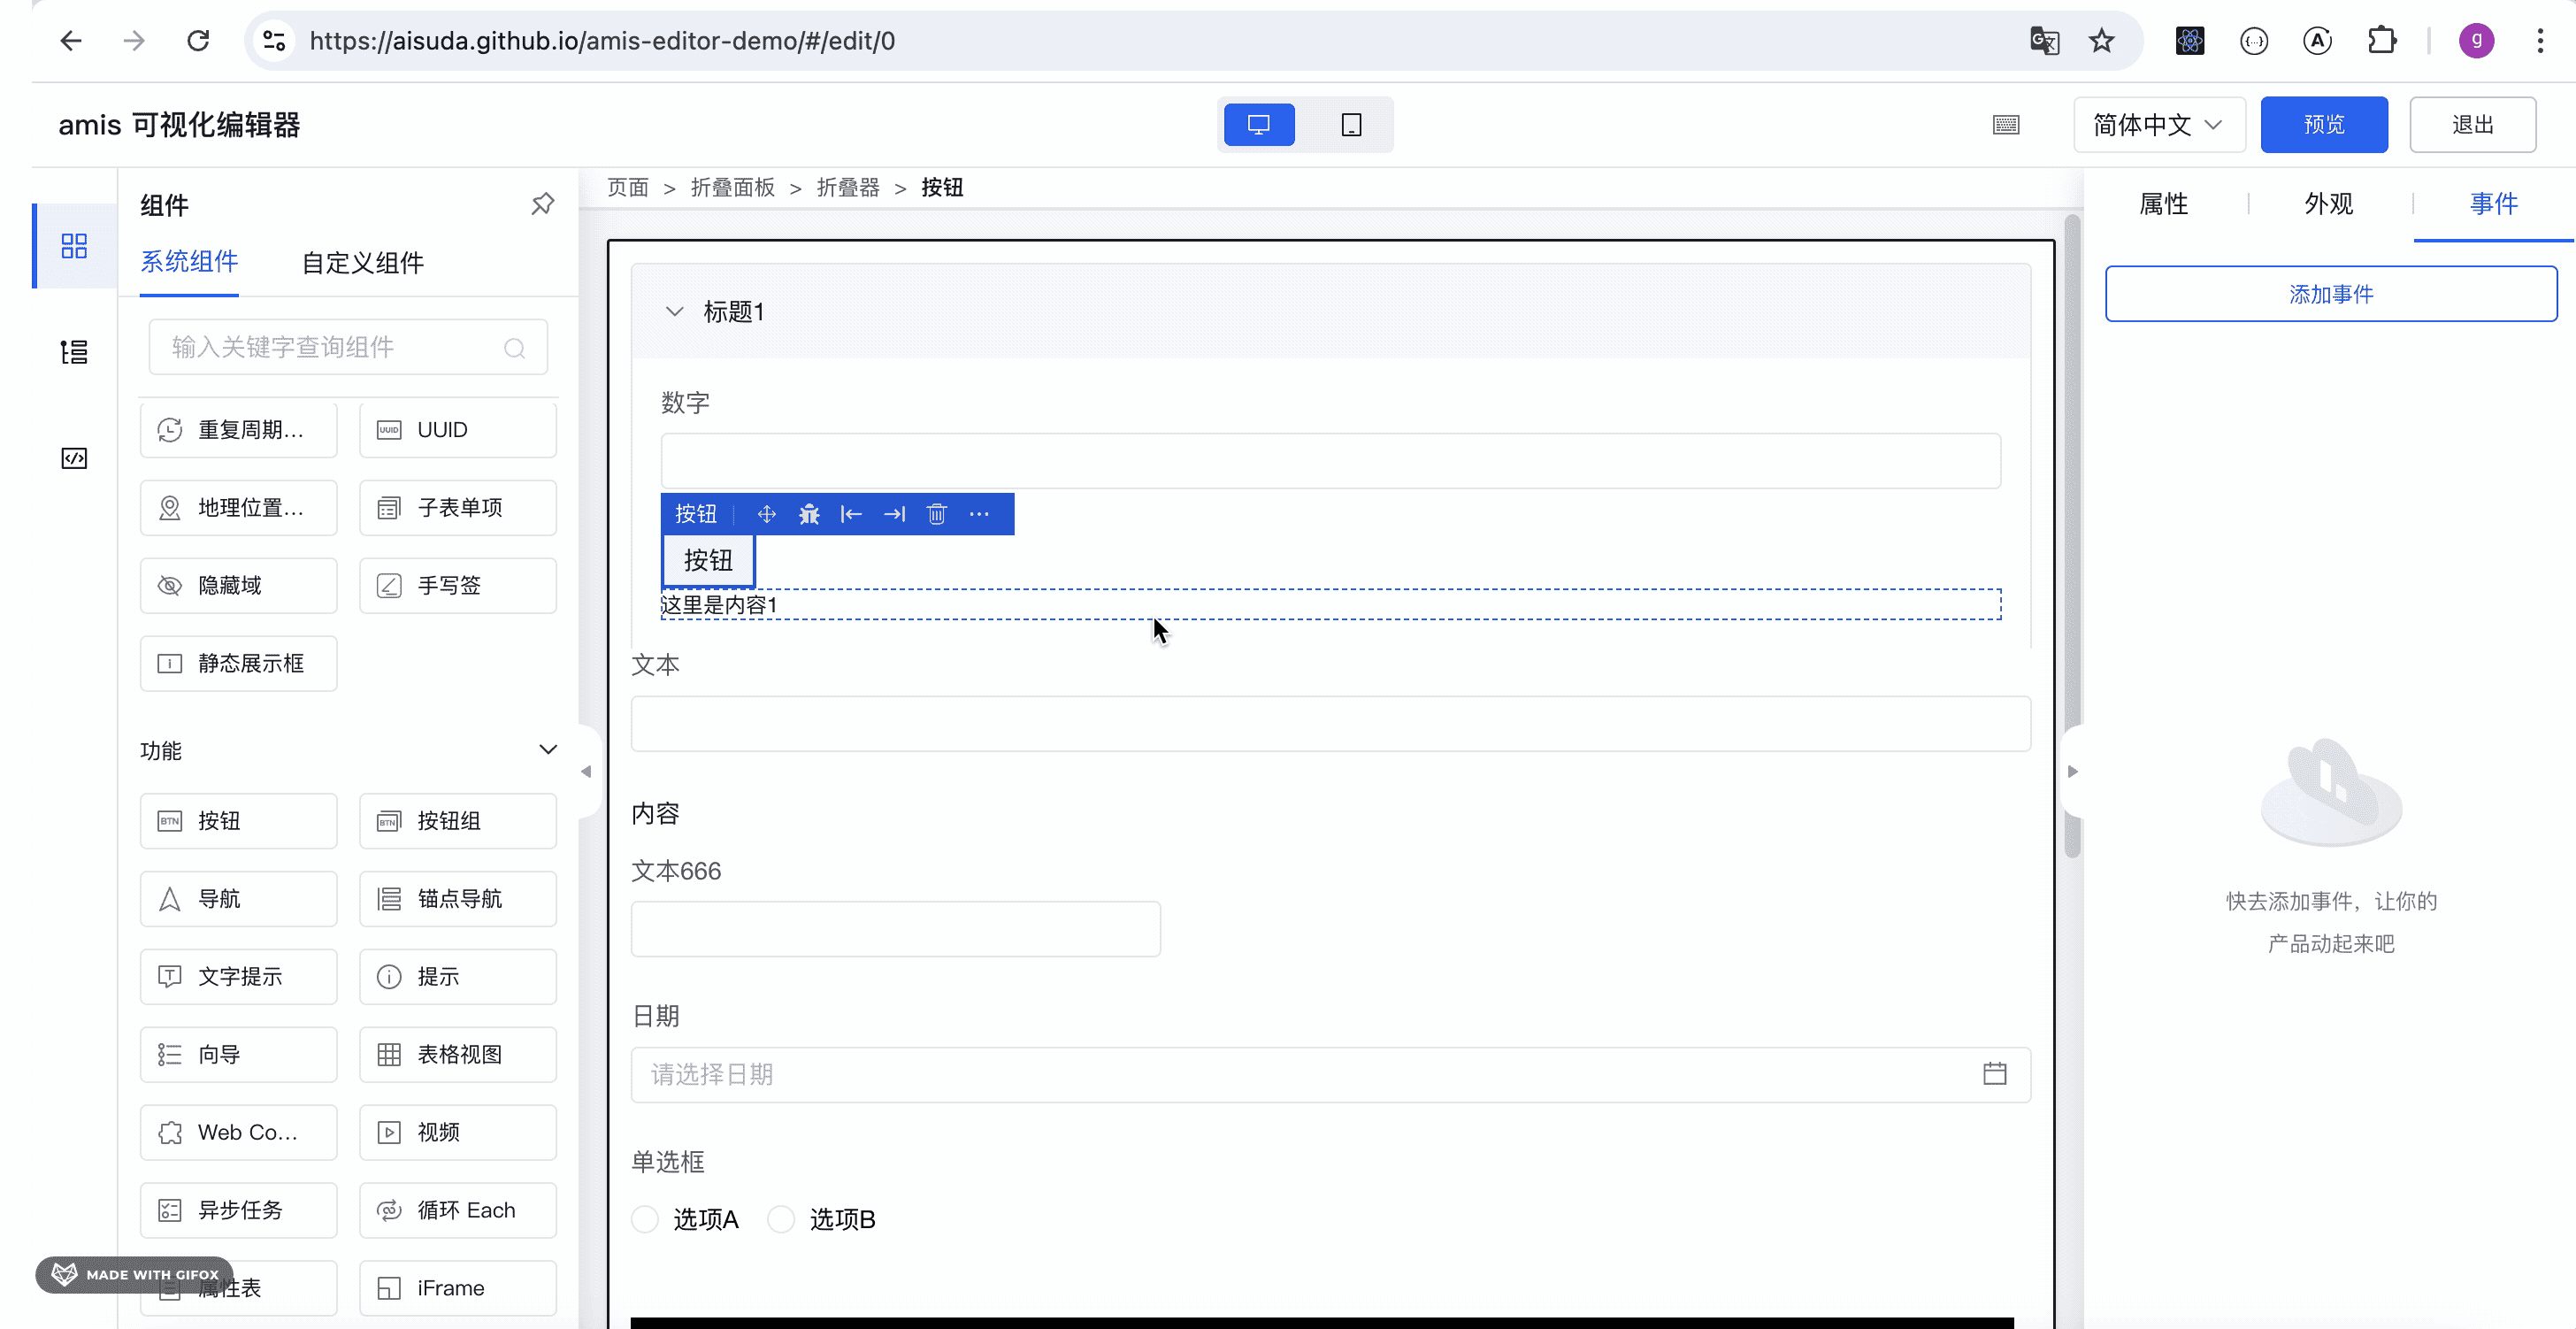 https://aisuda.github.io/amis-editor-demo/#/edit/0
g
amis 可视化编辑器
简体中文
预览
退出
组件
系统组件
自定义组件
输入关键字查询组件
重复周期...
UUID
UUID
地理位置...
子表单项
隐藏域
手写签
静态展示框
功能
BTN 按钮
BTN 按钮组
导航
锚点导航
文字提示
提示
向导
表格视图
Web Co...
视频
异步任务
循环 Each
属性表
iFrame
MADE WITH GIFOX
页面 > 折叠面板 > 折叠器 > 按钮
标题1
数字
按钮
按钮
这里是内容1
文本
内容
文本666
日期
请选择日期
单选框
选项A
选项B
属性
外观
事件
添加事件
快去添加事件，让你的
产品动起来吧